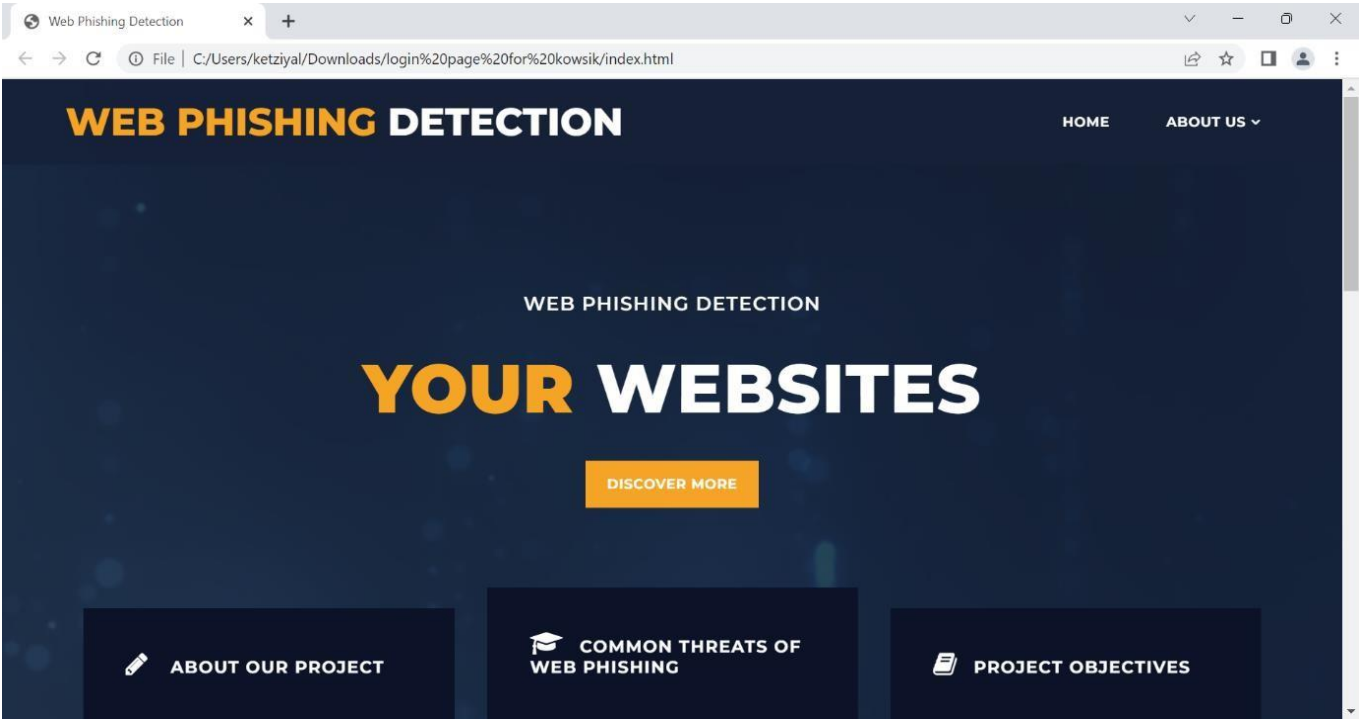 Web Phishing Detection
File | C:/Users/ketziyal/Downloads/login%20page%20for%20kowsik/index.html
WEB PHISHING DETECTION
HOME
ABOUT US
WEB PHISHING DETECTION
YOUR WEBSITES
DISCOVER MORE
ABOUT OUR PROJECT
COMMON THREATS OF
WEB PHISHING
PROJECT OBJECTIVES